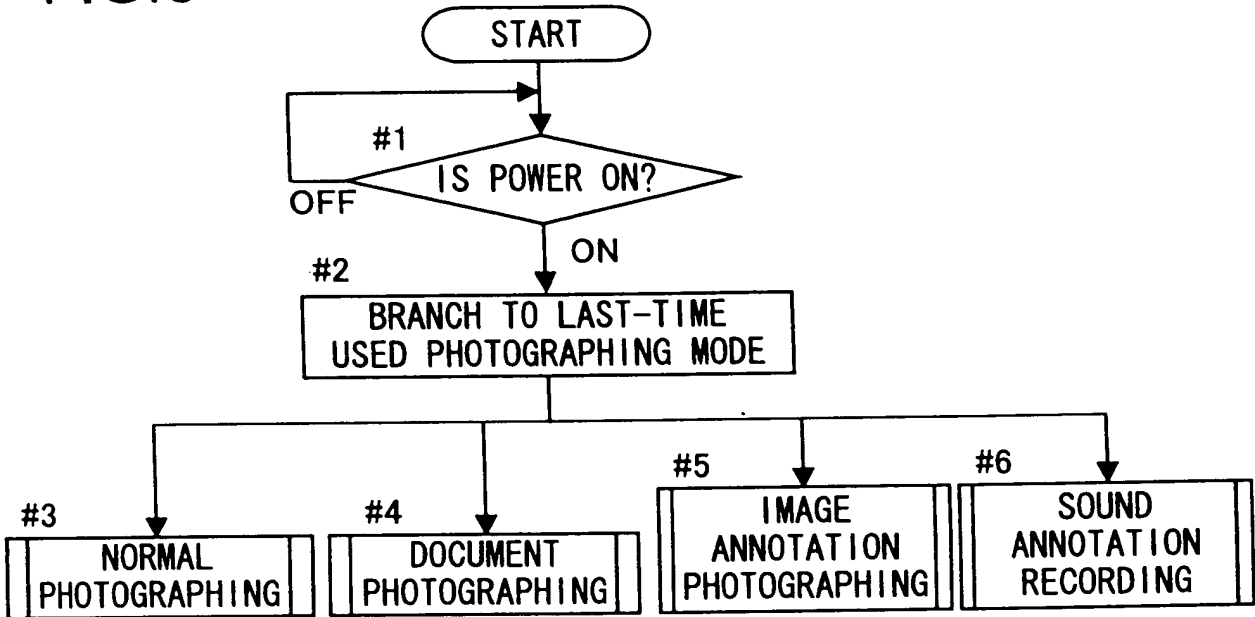 START
#1
IS POWER ON?
OFF
ON
#2
BRANCH TO LAST-TIME
USED PHOTOGRAPHING MODE
#3
NORMAL
PHOTOGRAPHING
#4
DOCUMENT
PHOTOGRAPHING
#5
IMAGE
ANNOTATION
PHOTOGRAPHING
#6
SOUND
ANNOTATION
RECORDING